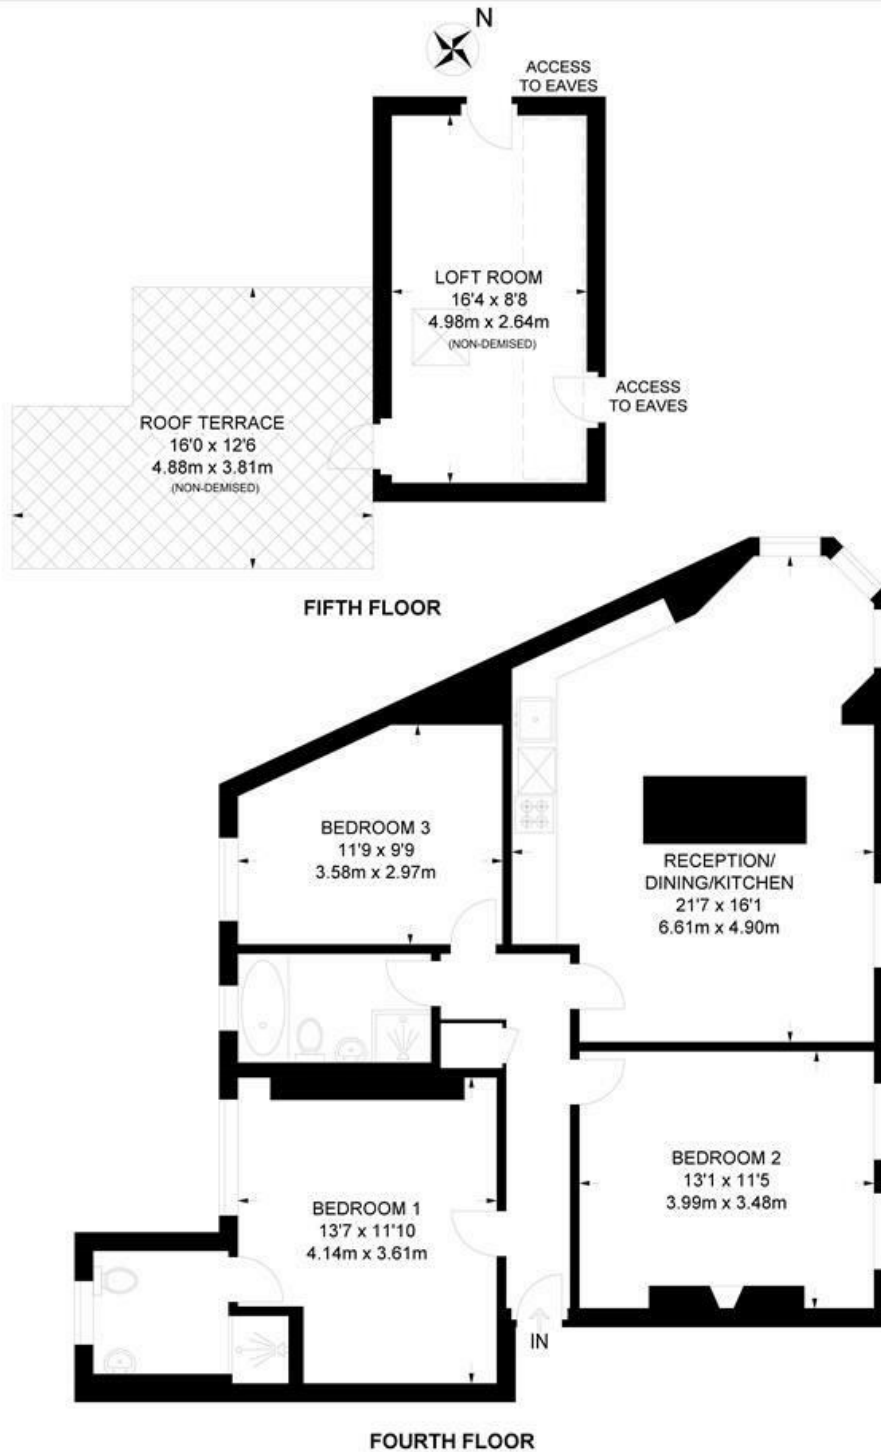 N
ACCESS
TO EAVES
LOFT ROOM
16'4 x 8'8
4.98m x 2.64m
(NON-DEMISED)
ACCESS
TO EAVES
ROOF TERRACE
16'0 x 12'6
4.88m x 3.81m
(NON-DEMISED)
FIFTH FLOOR
BEDROOM 3
11'9 x 9'9
3.58m x 2.97m
RECEPTION/
DINING/KITCHEN
21'7 x 16'1
6.61m x 4.90m
BEDROOM 2
13'1 x 11'5
3.99m x 3.48m
BEDROOM 1
13'7 x 11'10
4.14m x 3.61m
IN
FOURTH FLOOR